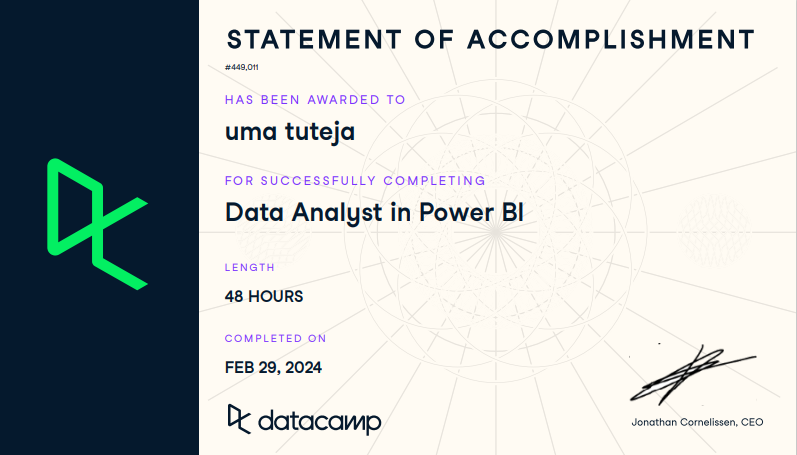 STATEMENT OF ACCOMPLISHMENT
#449,011
HAS BEEN AWARDED TO
uma tuteja
FOR SUCCESSFULLY COMPLETING
Data Analyst in Power BI
LENGTH
48 HOURS
COMPLETED ON
FEB 29, 2024
datacamp
Jonathan Cornelissen, CEO